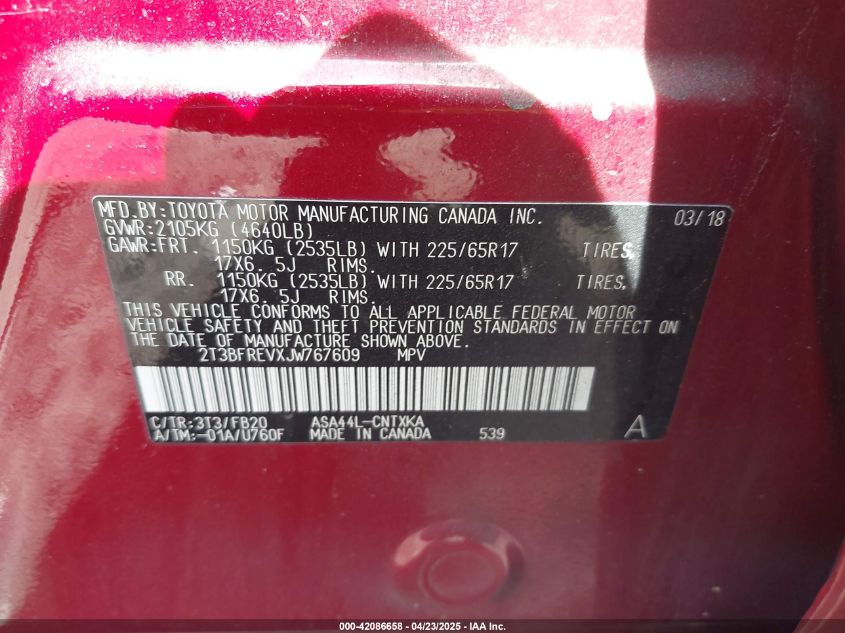 MFD.BY:TOYOTA MOTOR MANUFACTURING CANADA INC. 03/18
GVWR:2105KG (4640LB)
GAWR:FRT. 1150KG (2535LB) WITH 225/65R17 TIRES,
17X6. 5J RIMS.
RR. 1150KG (2535LB) WITH 225/65R17 TIRES,
17X6. 5J RIMS.
THIS VEHICLE CONFORMS TO ALL APPLICABLE FEDERAL MOTOR
VEHICLE SAFETY AND THEFT PREVENTION STANDARDS IN EFFECT ON
THE DATE OF MANUFACTURE SHOWN ABOVE.
2T3BFREVXJW767609 MPV
C/TR:3T3/FB20 ASA44L-CNTXKA
A/TM:-01A/U760F MADE IN CANADA 539 A
000-42086658 - 04/23/2025 - IAA Inc.